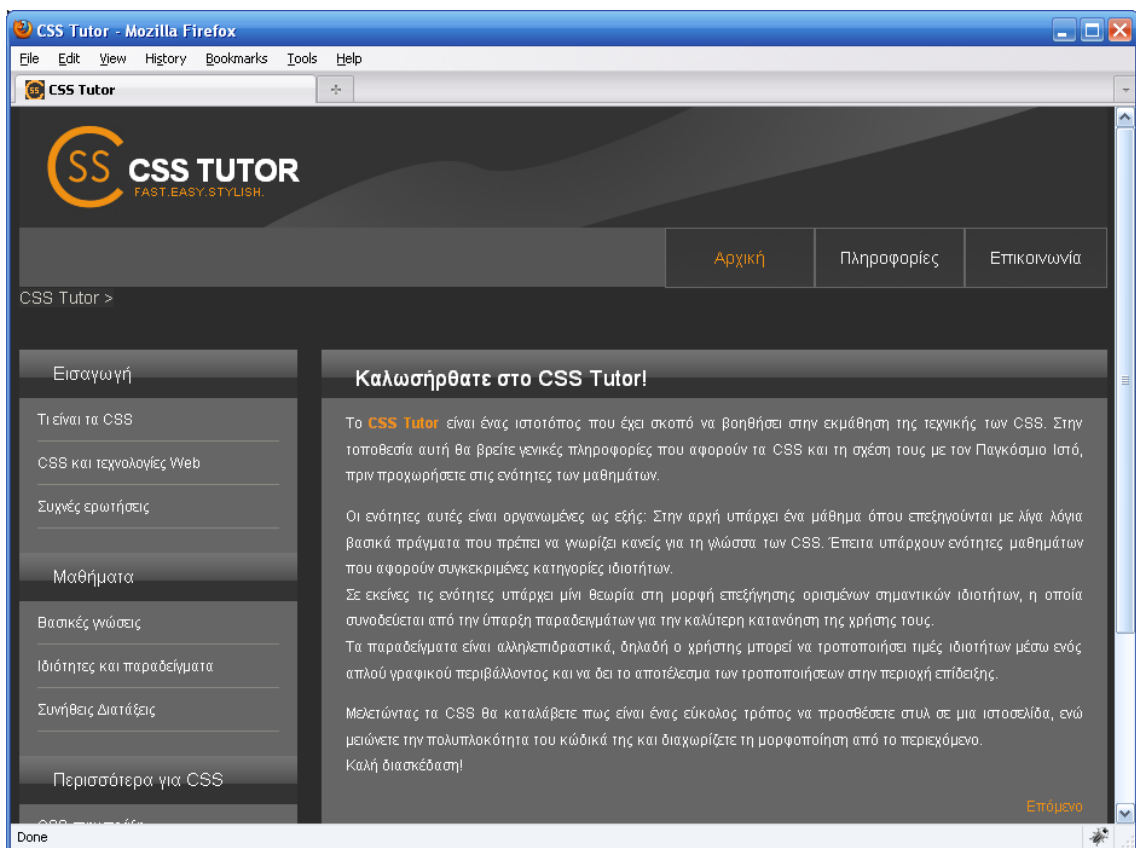 CSS Tutor - Mozilla Firefox
File Edit View History Bookmarks Tools Help
CSS Tutor
SS CSS TUTOR
FAST.EASY.STYLISH.
Αρχική Πληροφορίες Επικοινωνία
CSS Tutor >
Εισαγωγή
Τι είναι τα CSS
CSS και τεχνολογίες Web
Συχνές ερωτήσεις
Μαθήματα
Βασικές γνώσεις
Ιδιότητες και παραδείγματα
Συνήθεις Διατάξεις
Περισσότερα για CSS
Καλωσήρθατε στο CSS Tutor!
Το CSS Tutor είναι ένας ιστοτόπος που έχει σκοπό να βοηθήσει στην εκμάθηση της τεχνικής των CSS. Στην
τοποθεσία αυτή θα βρείτε γενικές πληροφορίες που αφορούν τα CSS και τη σχέση τους με τον Παγκόσμιο Ιστό,
πριν προχωρήσετε στις ενότητες των μαθημάτων.
Οι ενότητες αυτές είναι οργανωμένες ως εξής: Στην αρχή υπάρχει ένα μάθημα όπου επεξηγούνται με λίγα λόγια
βασικά πράγματα που πρέπει να γνωρίζει κανείς για τη γλώσσα των CSS. Έπειτα υπάρχουν ενότητες μαθημάτων
που αφορούν συγκεκριμένες κατηγορίες ιδιοτήτων.
Σε εκείνες τις ενότητες υπάρχει μίνι θεωρία στη μορφή επεξήγησης ορισμένων σημαντικών ιδιοτήτων, η οποία
συνοδεύεται από την ύπαρξη παραδειγμάτων για την καλύτερη κατανόηση της χρήσης τους.
Τα παραδείγματα είναι αλληλεπιδραστικά, δηλαδή ο χρήστης μπορεί να τροποποιήσει τιμές ιδιοτήτων μέσω ενός
απλού γραφικού περιβάλλοντος και να δει το αποτέλεσμα των τροποποιήσεων στην περιοχή επίδειξης.
Μελετώντας τα CSS θα καταλάβετε πως είναι ένας εύκολος τρόπος να προσθέσετε στυλ σε μια ιστοσελίδα, ενώ
μειώνετε την πολυπλοκότητα του κώδικά της και διαχωρίζετε τη μορφοποίηση από το περιεχόμενο.
Καλή διασκέδαση!
Επόμενο
Done